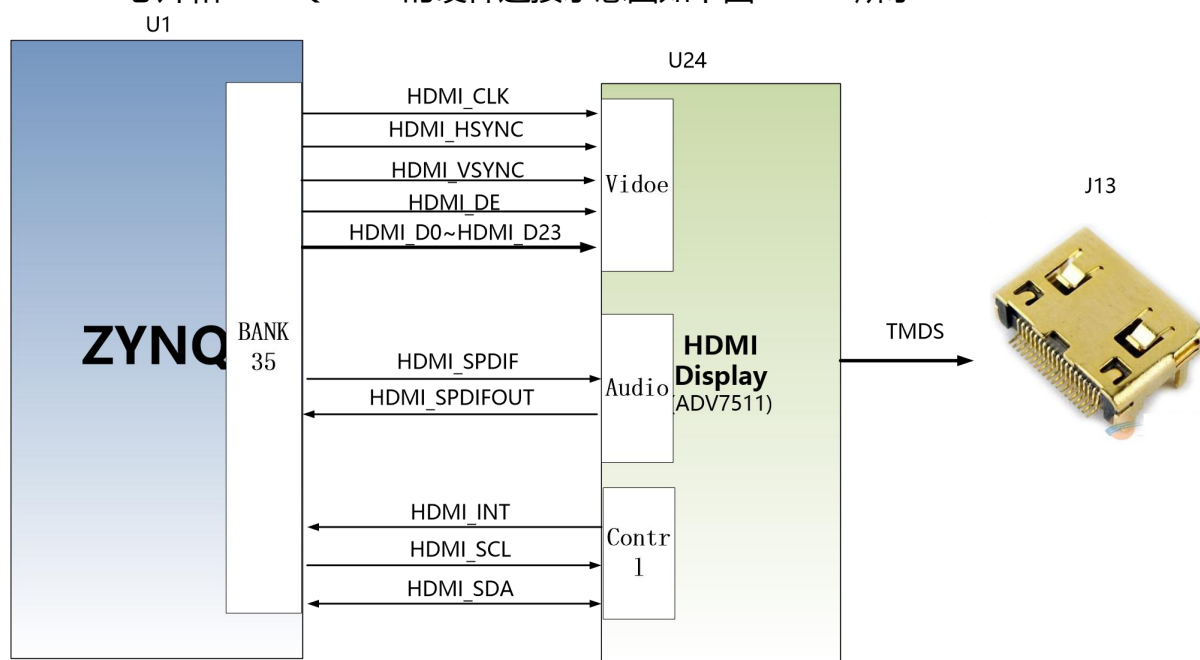 U1
U24
HDMI_CLK
HDMI_HSYNC
HDMI_VSYNC
HDMI_DE
HDMI_D0~HDMI_D23
Vidoe
J13
ZYNQ
BANK
35
HDMI_SPDIF
HDMI_SPDIFOUT
Audio
HDMI
Display
(ADV7511)
TMDS
HDMI_INT
HDMI_SCL
HDMI_SDA
Contr
l